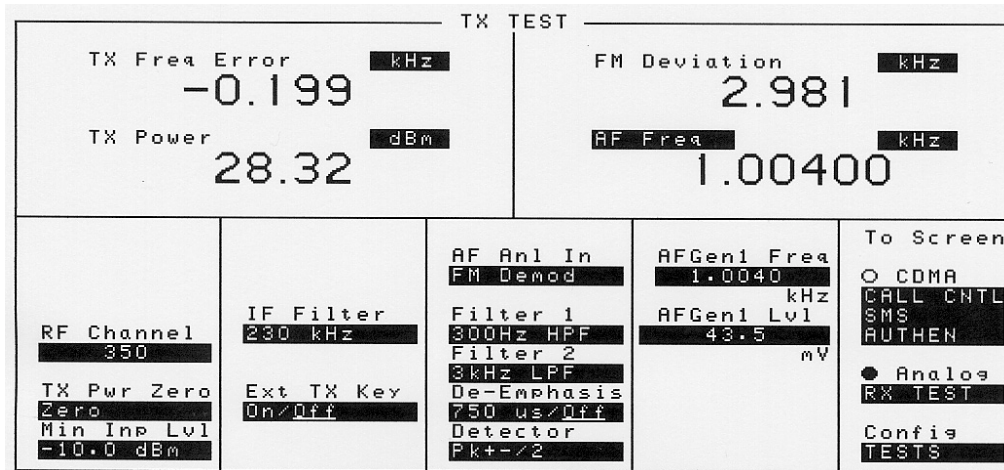 TX TEST
TX Freq Error kHz
-0.199
TX Power dBm
28.32
FM Deviation kHz
2.981
AF Freq kHz
1.00400
RF Channel
350
TX Pwr Zero
Zero
Min Inp Lvl
-10.0 dBm
IF Filter
230 kHz
Ext TX Key
On/Off
AF Anl In
FM Demod
Filter 1
300Hz HPF
Filter 2
3kHz LPF
De-Emphasis
750 us/Off
Detector
Pk+-/2
AFGen1 Freq
1.0040
kHz
AFGen1 Lvl
43.5
mV
To Screen
CDMA
CALL CNTL
SMS
AUTHEN
Analog
RX TEST
Config
TESTS